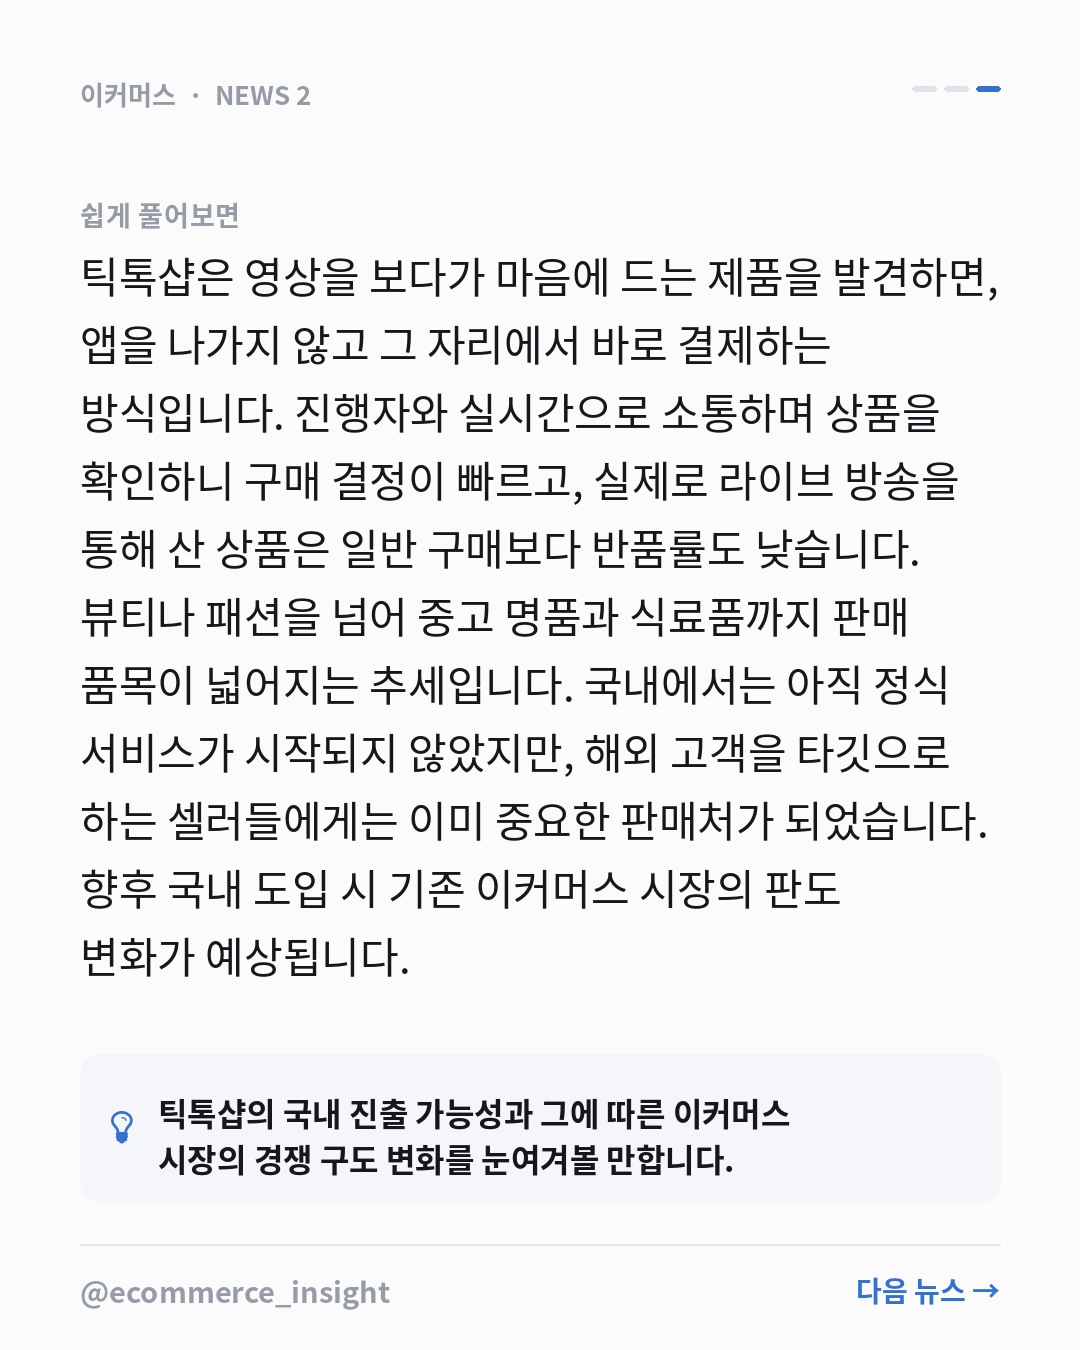 이커머스 · NEWS 2
쉽게 풀어보면
틱톡샵은 영상을 보다가 마음에 드는 제품을 발견하면,
앱을 나가지 않고 그 자리에서 바로 결제하는
방식입니다. 진행자와 실시간으로 소통하며 상품을
확인하니 구매 결정이 빠르고, 실제로 라이브 방송을
통해 산 상품은 일반 구매보다 반품률도 낮습니다.
뷰티나 패션을 넘어 중고 명품과 식료품까지 판매
품목이 넓어지는 추세입니다. 국내에서는 아직 정식
서비스가 시작되지 않았지만, 해외 고객을 타깃으로
하는 셀러들에게는 이미 중요한 판매처가 되었습니다.
향후 국내 도입 시 기존 이커머스 시장의 판도
변화가 예상됩니다.
틱톡샵의 국내 진출 가능성과 그에 따른 이커머스
시장의 경쟁 구도 변화를 눈여겨볼 만합니다.
@ecommerce_insight
다음 뉴스 →